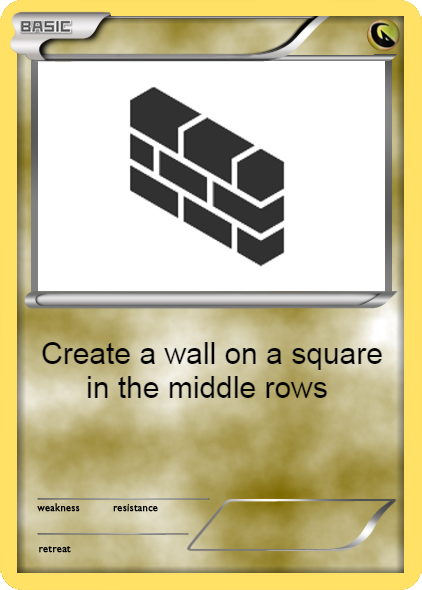 BASIC
Create a wall on a square
in the middle rows
weakness resistance
retreat